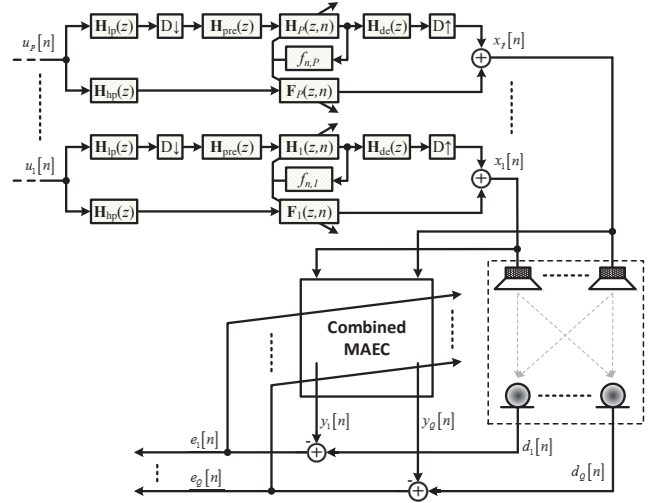 H_lp(z) D↓ H_pre(z) H_P(z,n) H_de(z) D↑
u_P[n] x_P[n]
f_{n,P}
H_hp(z) F_P(z,n)
H_lp(z) D↓ H_pre(z) H_1(z,n) H_de(z) D↑
u_1[n] x_1[n]
f_{n,1}
H_hp(z) F_1(z,n)
Combined
MAEC
y_1[n] y_Q[n]
e_1[n] d_1[n]
e_Q[n] d_Q[n]